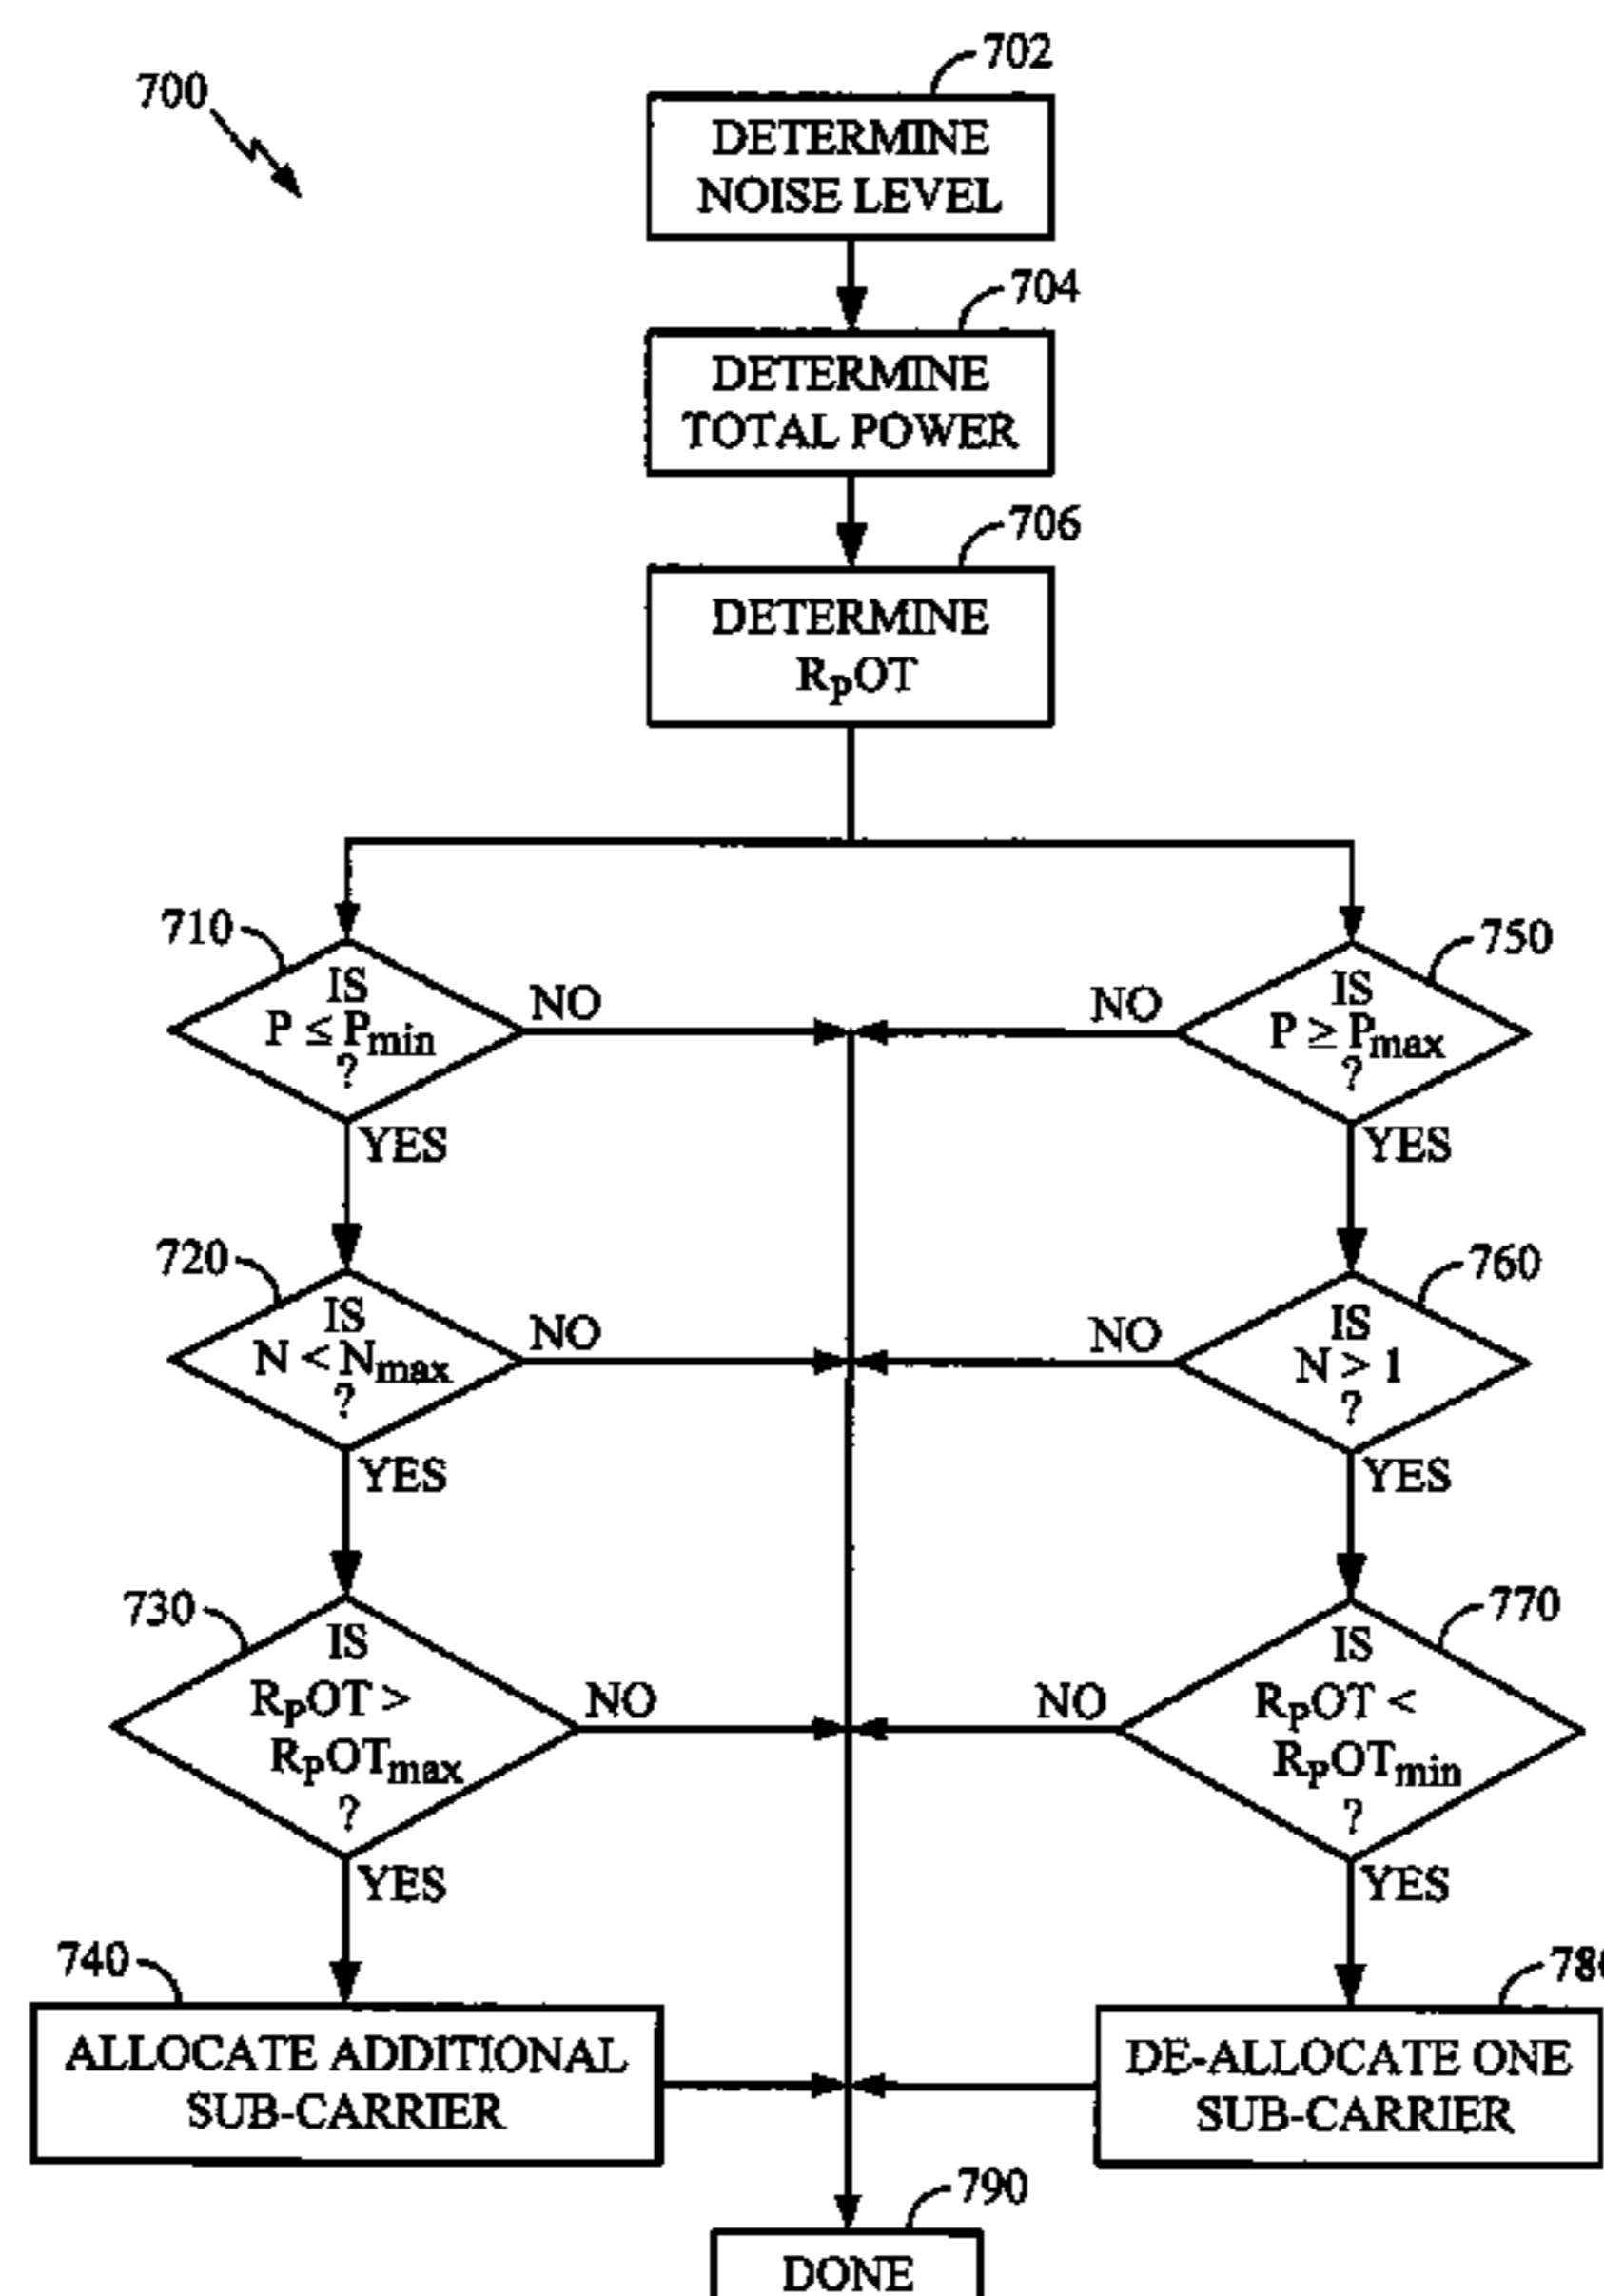 700
702
DETERMINE
NOISE LEVEL
704
DETERMINE
TOTAL POWER
706
DETERMINE
RPOT
710
IS
P ≤ Pmin
?
NO
YES
750
IS
P ≥ Pmax
?
NO
YES
720
IS
N < Nmax
?
NO
YES
760
IS
N > 1
?
NO
YES
730
IS
RPOT >
RPOTmax
?
NO
YES
770
IS
RPOT <
RPOTmin
?
NO
YES
740
ALLOCATE ADDITIONAL
SUB-CARRIER
DE-ALLOCATE ONE
SUB-CARRIER
790
DONE